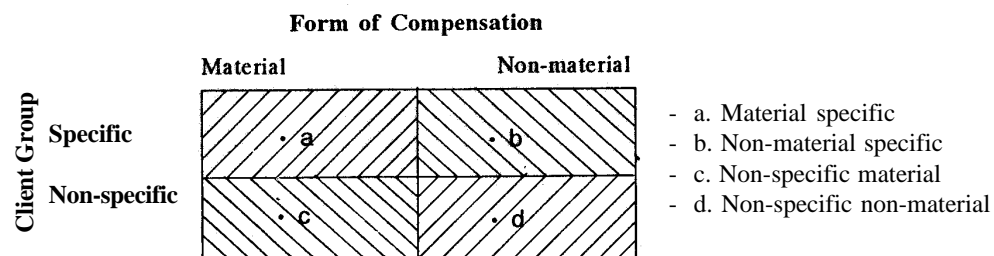 Form of Compensation
Material Non-material
Client Group
Specific
Non-specific
a
b
c
d
- a. Material specific
- b. Non-material specific
- c. Non-specific material
- d. Non-specific non-material